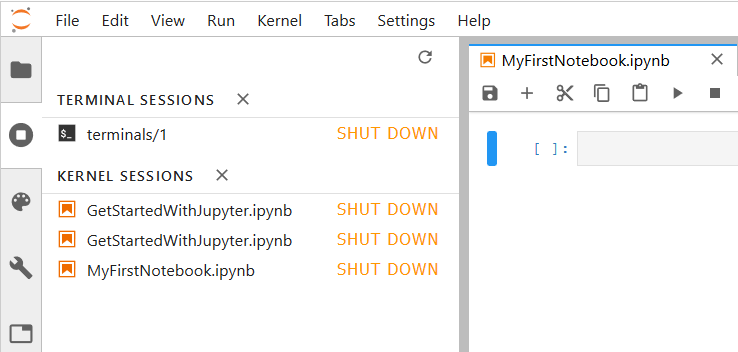 File Edit View Run Kernel Tabs Settings Help
TERMINAL SESSIONS
terminals/1 SHUT DOWN
KERNEL SESSIONS
GetStartedWithJupyter.ipynb SHUT DOWN
GetStartedWithJupyter.ipynb SHUT DOWN
MyFirstNotebook.ipynb SHUT DOWN
MyFirstNotebook.ipynb
[ ]: